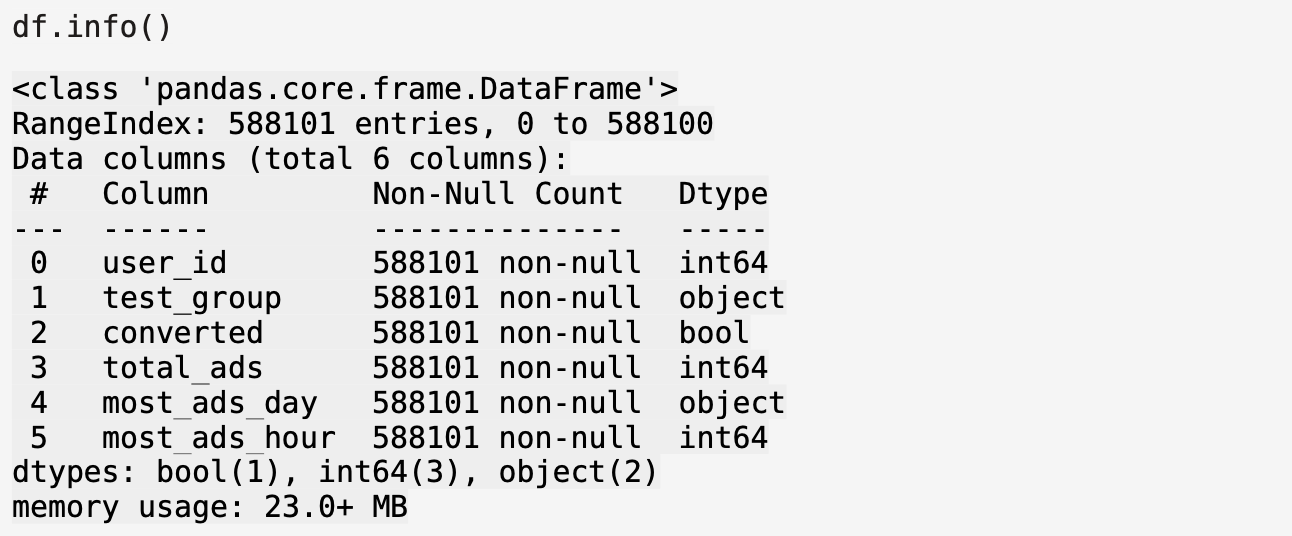 df.info()
<class 'pandas.core.frame.DataFrame'>
RangeIndex: 588101 entries, 0 to 588100
Data columns (total 6 columns):
 #   Column         Non-Null Count   Dtype
---  ------         --------------   -----
 0   user_id        588101 non-null  int64
 1   test_group     588101 non-null  object
 2   converted      588101 non-null  bool
 3   total_ads      588101 non-null  int64
 4   most_ads_day   588101 non-null  object
 5   most_ads_hour  588101 non-null  int64
dtypes: bool(1), int64(3), object(2)
memory usage: 23.0+ MB